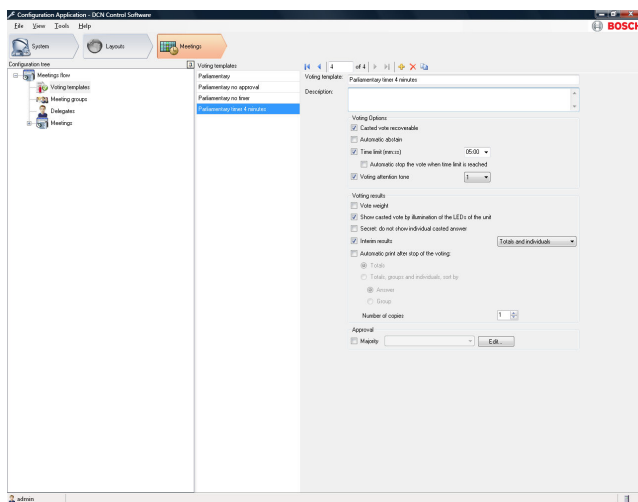 Configuration Application - DCN Control Software
File View Tools Help
BOSCH
System
Layouts
Meetings
Configuration tree
Meetings flow
Voting templates
Meeting groups
Delegates
Meetings
Voting templates
Parliamentary
Parliamentary no approval
Parliamentary no timer
Parliamentary timer 4 minutes
4 of 4
Voting template: Parliamentary timer 4 minutes
Description:
Voting Options
Casted vote recoverable
Automatic abstain
Time limit (mm:ss) 05:00
Automatic stop the vote when time limit is reached
Voting attention tone 1
Votting results
Vote weight
Show casted vote by illumination of the LEDs of the unit
Secret: do not show individual casted answer
Interim results Totals and individuals
Automatic print after stop of the voting:
Totals
Totals, groups and individuals, sort by
Answer
Group
Number of copies 1
Approval
Majority Edit...
admin